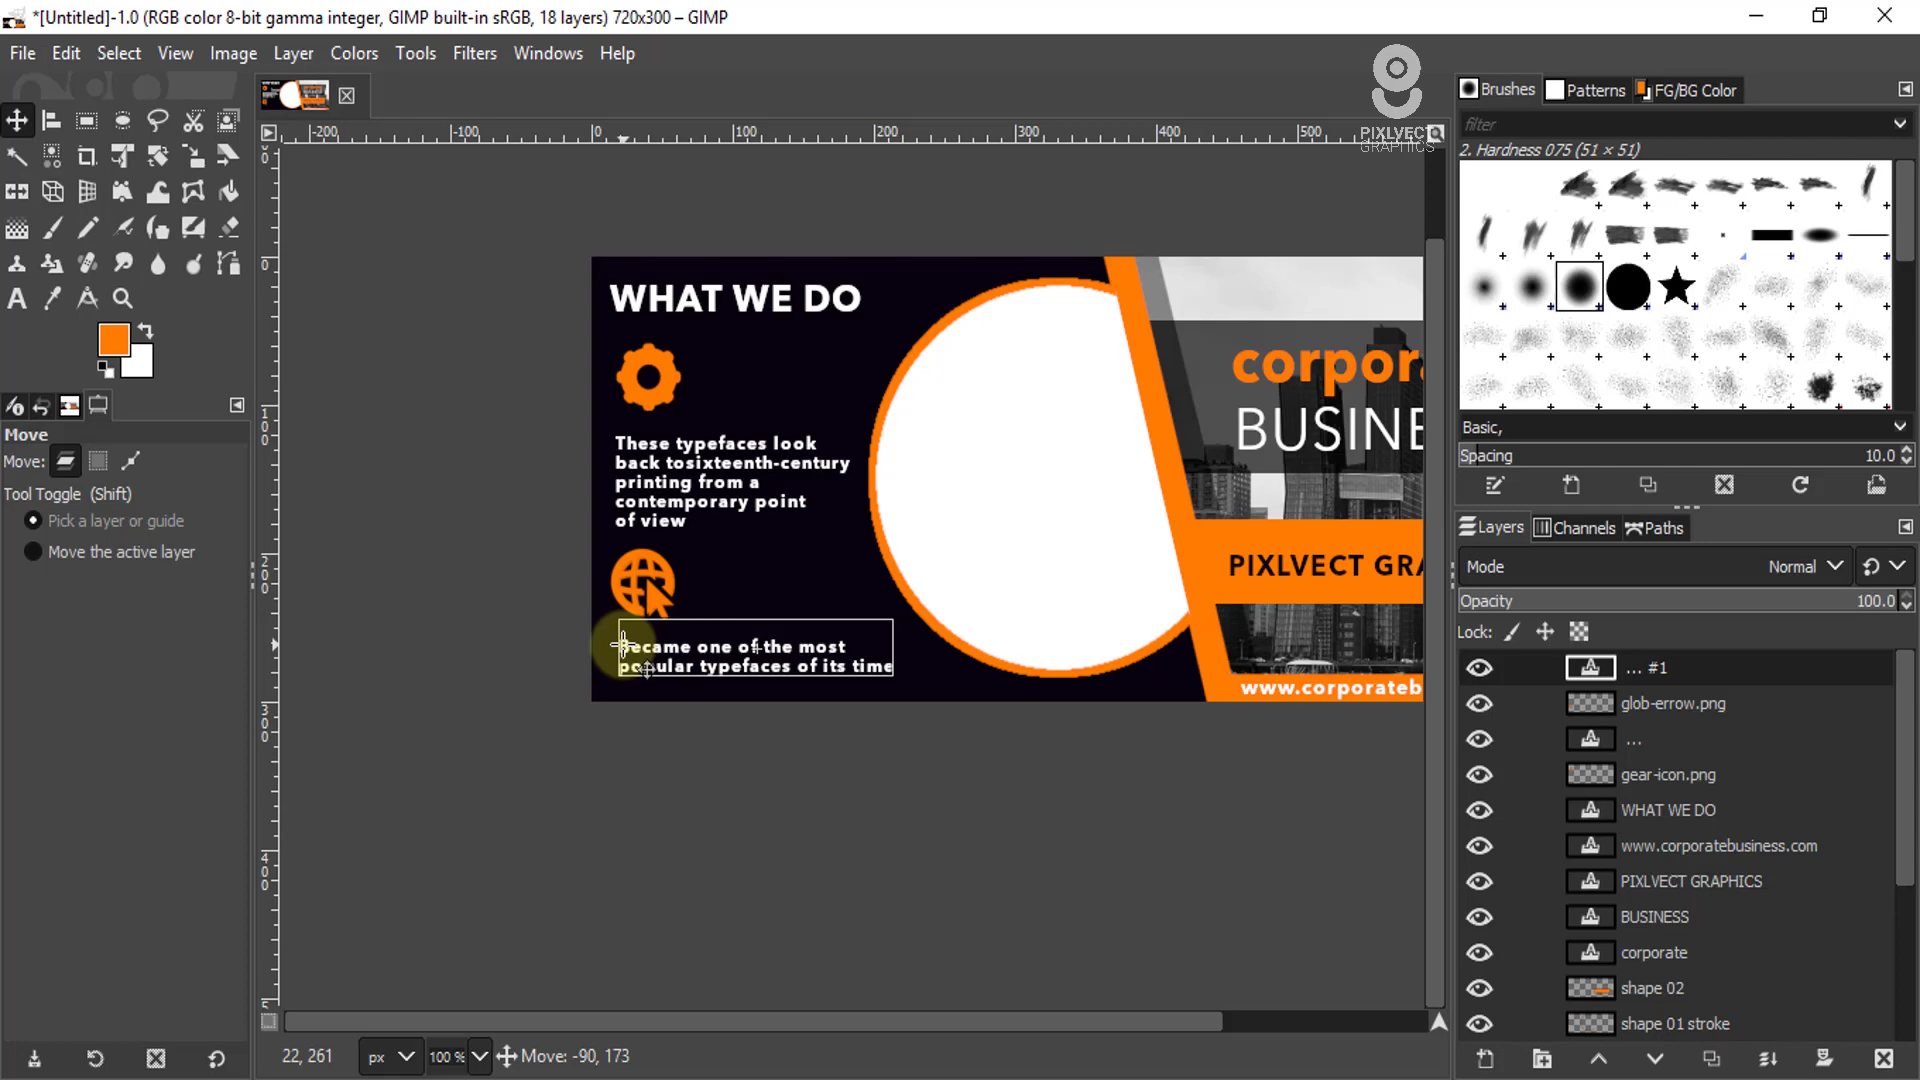 *[Untitled]-1.0 (RGB color 8-bit gamma integer, GIMP built-in sRGB, 18 layers) 720x300 – GIMP
File Edit Select View Image Layer Colors Tools Filters Windows Help
PIXLVECT
GRAPHICS
Brushes Patterns FG/BG Color
filter
2. Hardness 075 (51 × 51)
-200 -100 0 100 200 300 400 500
0
100
200
300
400
5
WHAT WE DO
These typefaces look
back tosixteenth-century
printing from a
contemporary point
of view
Became one of the most
popular typefaces of its time
corpor
BUSINE
PIXLVECT GRA
www.corporateb
Move
Move:
Tool Toggle (Shift)
Pick a layer or guide
Move the active layer
Basic,
Spacing 10.0
Layers Channels Paths
Mode Normal
Opacity 100.0
Lock:
... #1
glob-errow.png
...
gear-icon.png
WHAT WE DO
www.corporatebusiness.com
PIXLVECT GRAPHICS
BUSINESS
corporate
shape 02
shape 01 stroke
22, 261 px 100 % Move: -90, 173